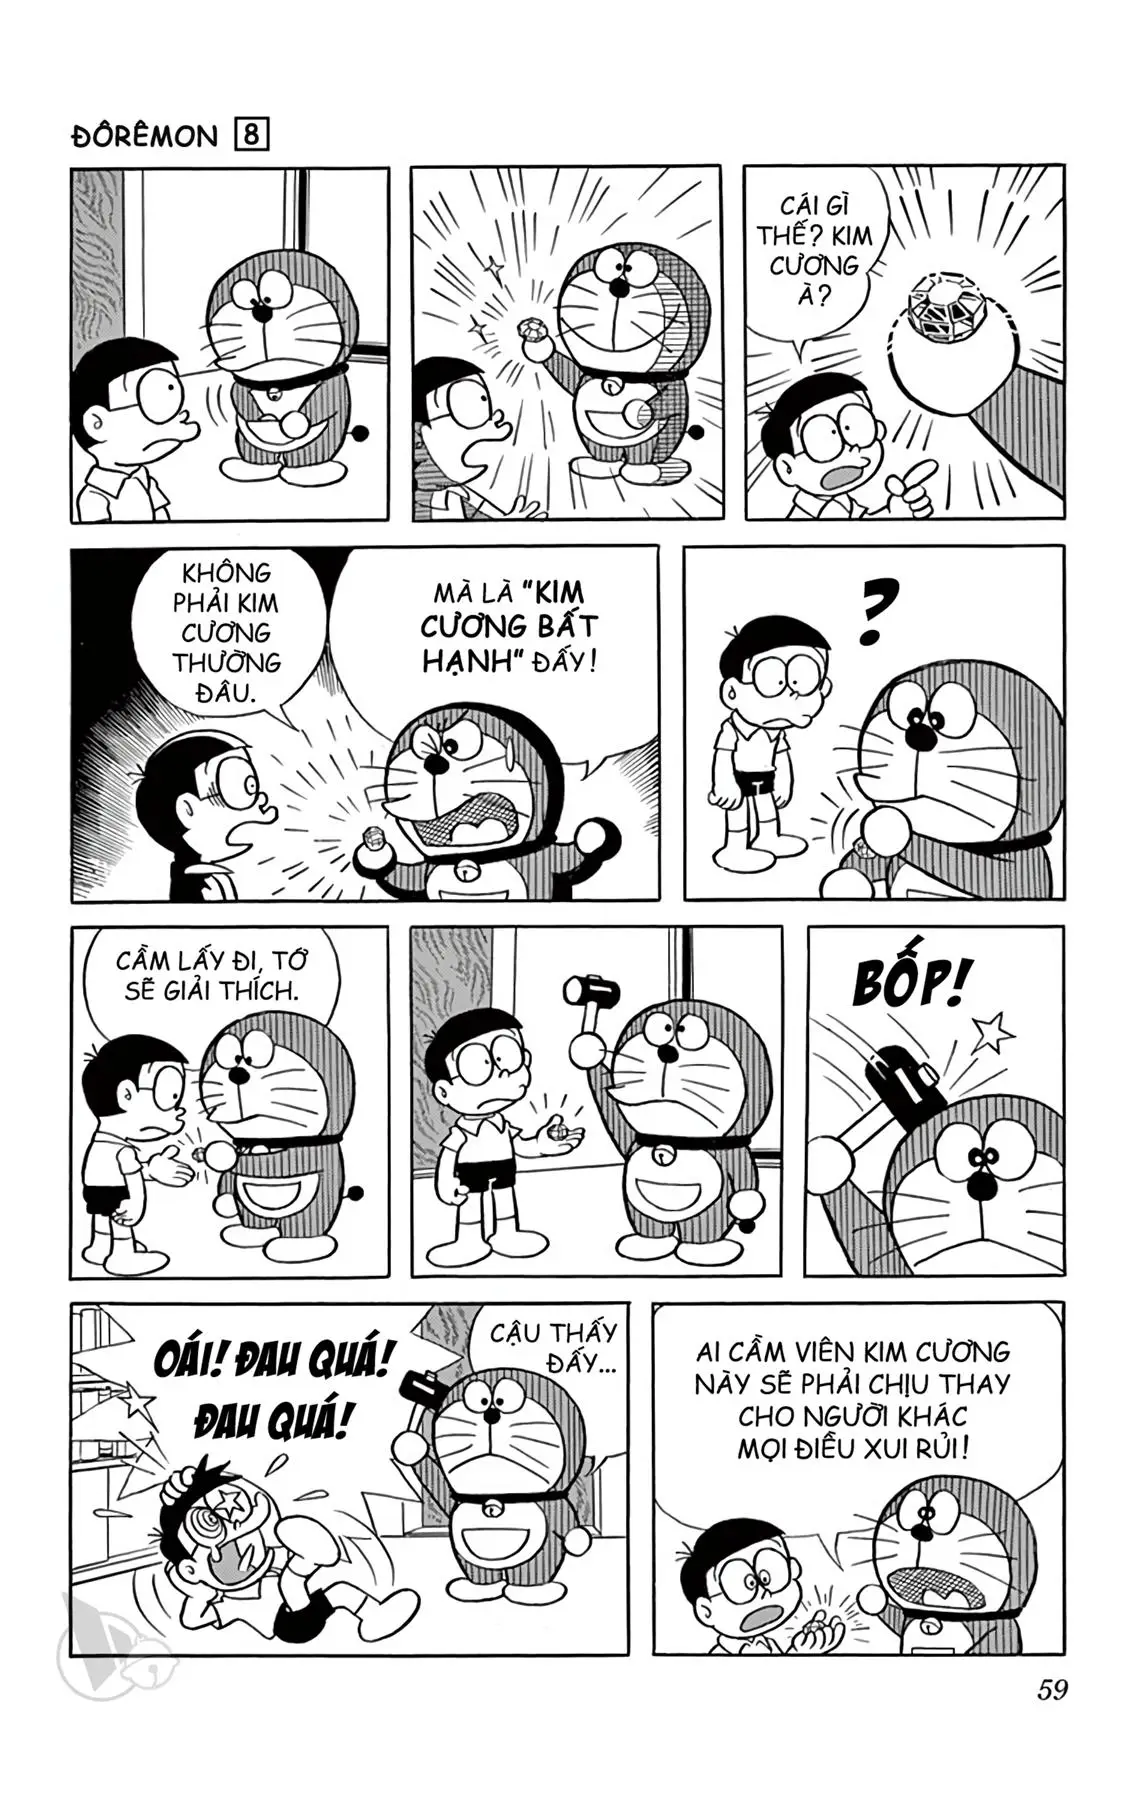 ĐÔRÊMON 8
CÁI GÌ
THẾ? KIM
CƯƠNG
À?
KHÔNG
PHẢI KIM
CƯƠNG
THƯỜNG
ĐÂU.
MÀ LÀ "KIM
CƯƠNG BẤT
HẠNH" ĐẤY!
?
CẦM LẤY ĐI, TỚ
SẼ GIẢI THÍCH.
BỐP!
OÁI! ĐAU QUÁ!
ĐAU QUÁ!
CẬU THẤY
ĐẤY...
AI CẦM VIÊN KIM CƯƠNG
NÀY SẼ PHẢI CHỊU THAY
CHO NGƯỜI KHÁC
MỌI ĐIỀU XUI RỦI!
59